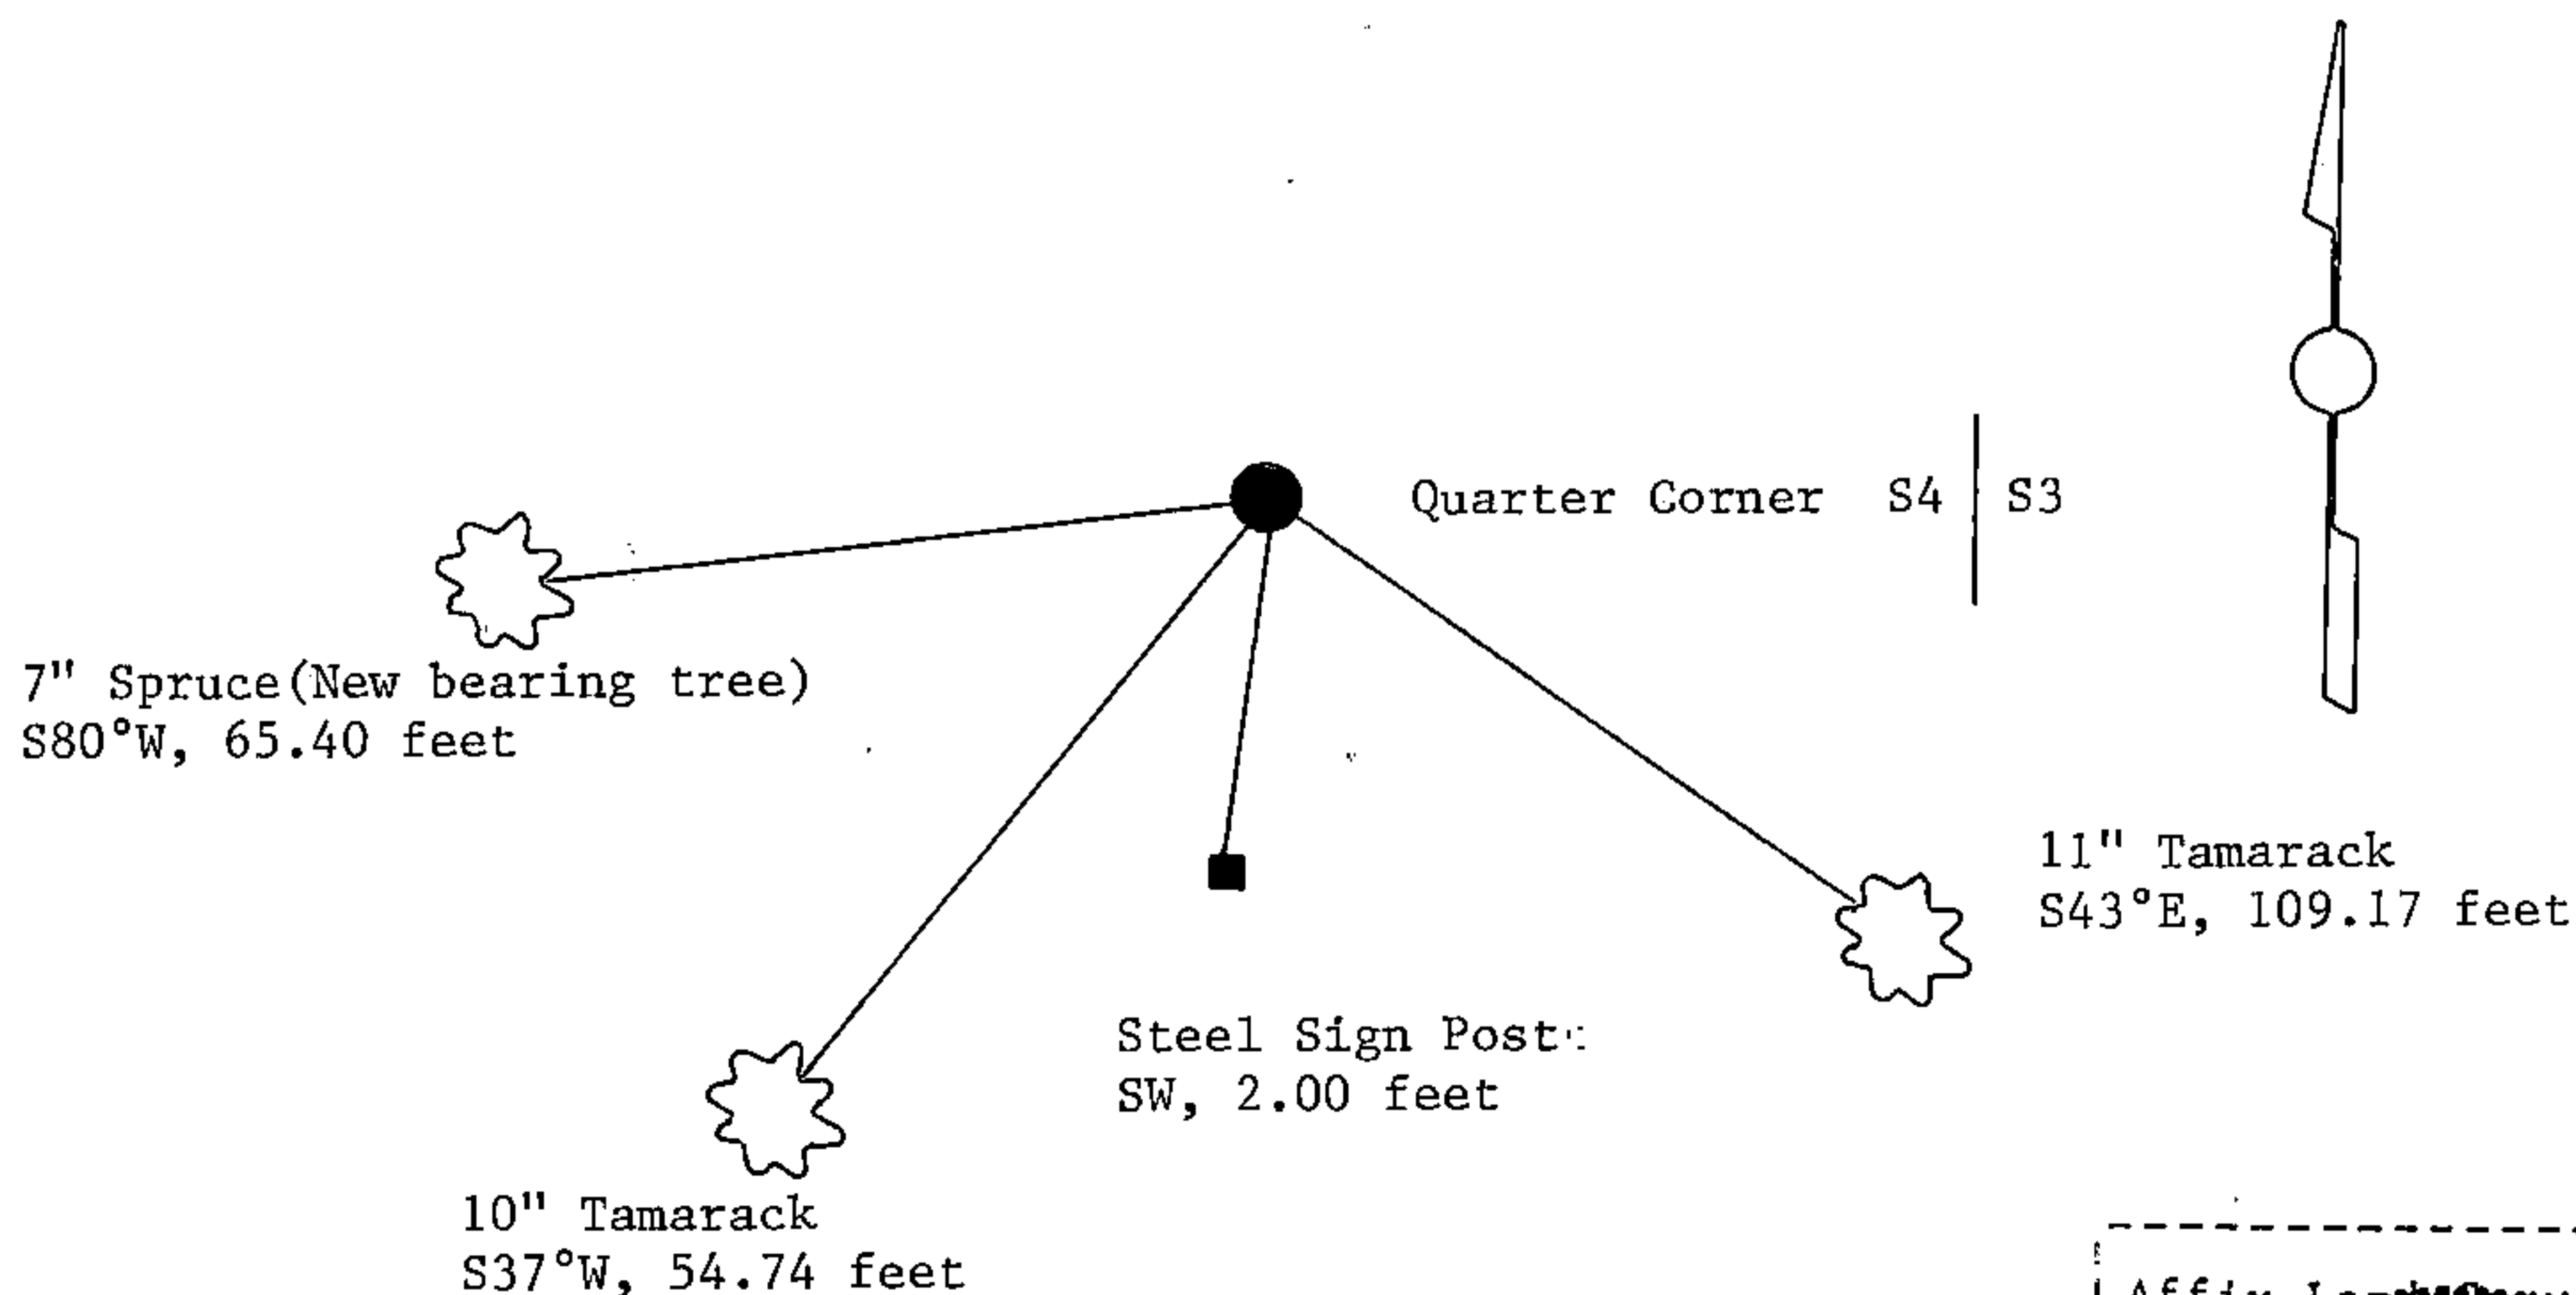 Quarter Corner S4 S3
7" Spruce(New bearing tree)
S80°W, 65.40 feet
11" Tamarack
S43°E, 109.17 feet
Steel Sign Post
SW, 2.00 feet
10" Tamarack
S37°W, 54.74 feet
Affix